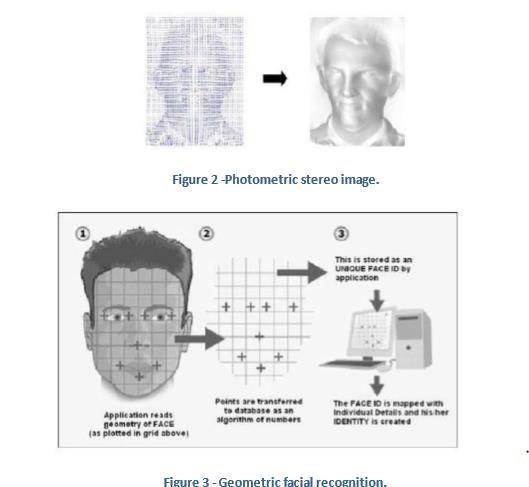 Figure 2 -Photometric stereo image.
1
2
3
This is stored as an
UNIQUE FACE ID by
application
Application reads
geometry of FACE
(as plotted in grid above)
Points are transferred
to database as an
algorithm of numbers
The FACE ID is mapped with
Individual Details and his/her
IDENTITY is created
Figure 3 - Geometric facial recognition.